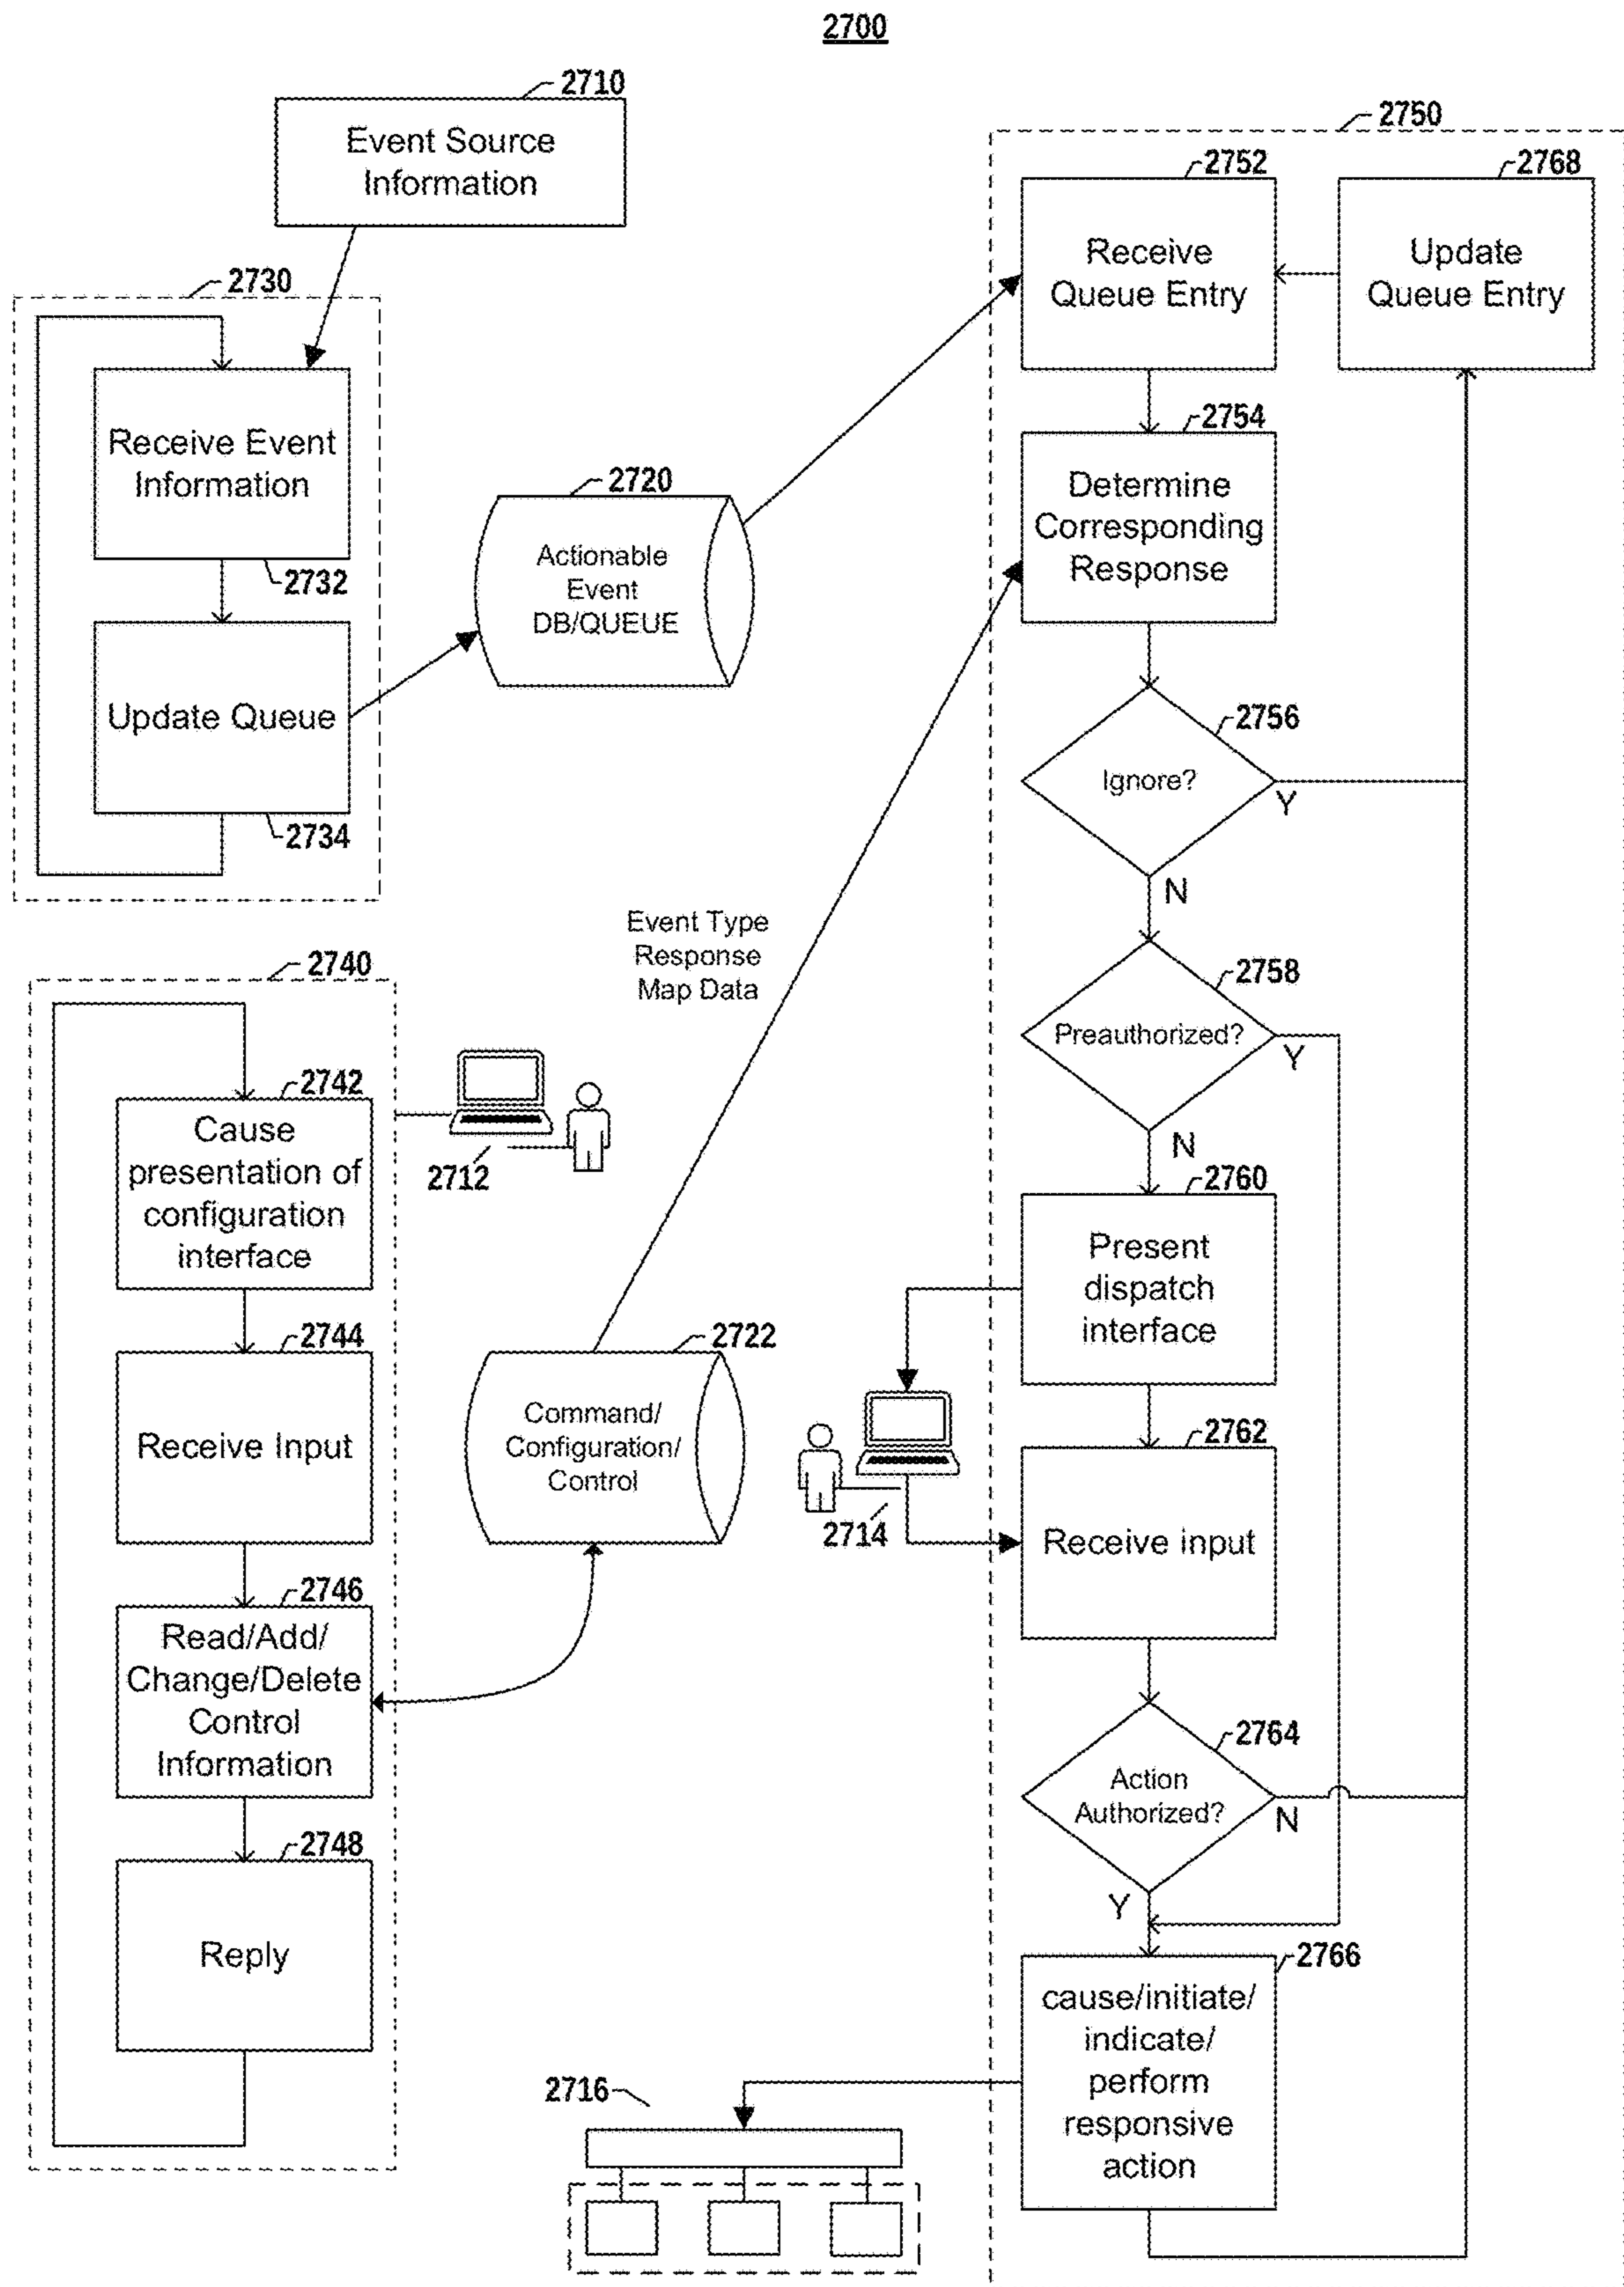 2700
2710
Event Source
Information
2730
Receive Event
Information
2732
Update Queue
2734
2720
Actionable
Event
DB/QUEUE
2740
2742
Cause
presentation of
configuration
interface
2744
Receive Input
2746
Read/Add/
Change/Delete
Control
Information
2748
Reply
2712
Event Type
Response
Map Data
2722
Command/
Configuration/
Control
2714
2716
2750
2752
Receive
Queue Entry
2768
Update
Queue Entry
2754
Determine
Corresponding
Response
2756
Ignore?
Y
N
2758
Preauthorized?
Y
N
2760
Present
dispatch
interface
2762
Receive input
2764
Action
Authorized?
N
Y
2766
cause/initiate/
indicate/
perform
responsive
action